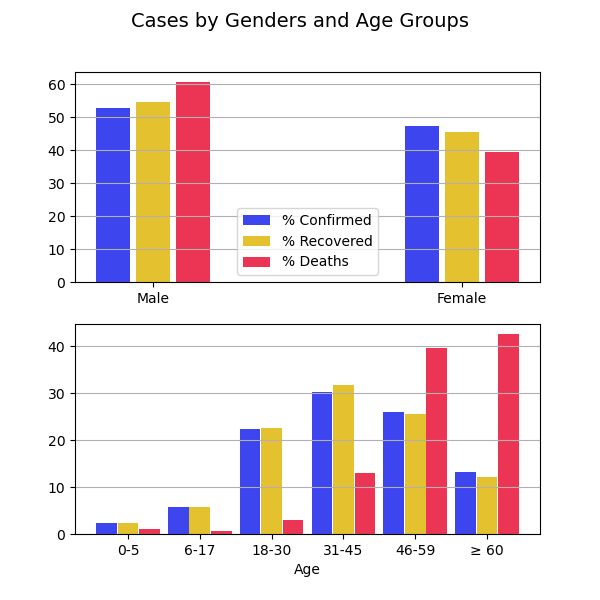 Cases by Genders and Age Groups
60
50
40
30
20
10
0
% Confirmed
% Recovered
% Deaths
Male Female
40
30
20
10
0
0-5 6-17 18-30 31-45 46-59 ≥ 60
Age